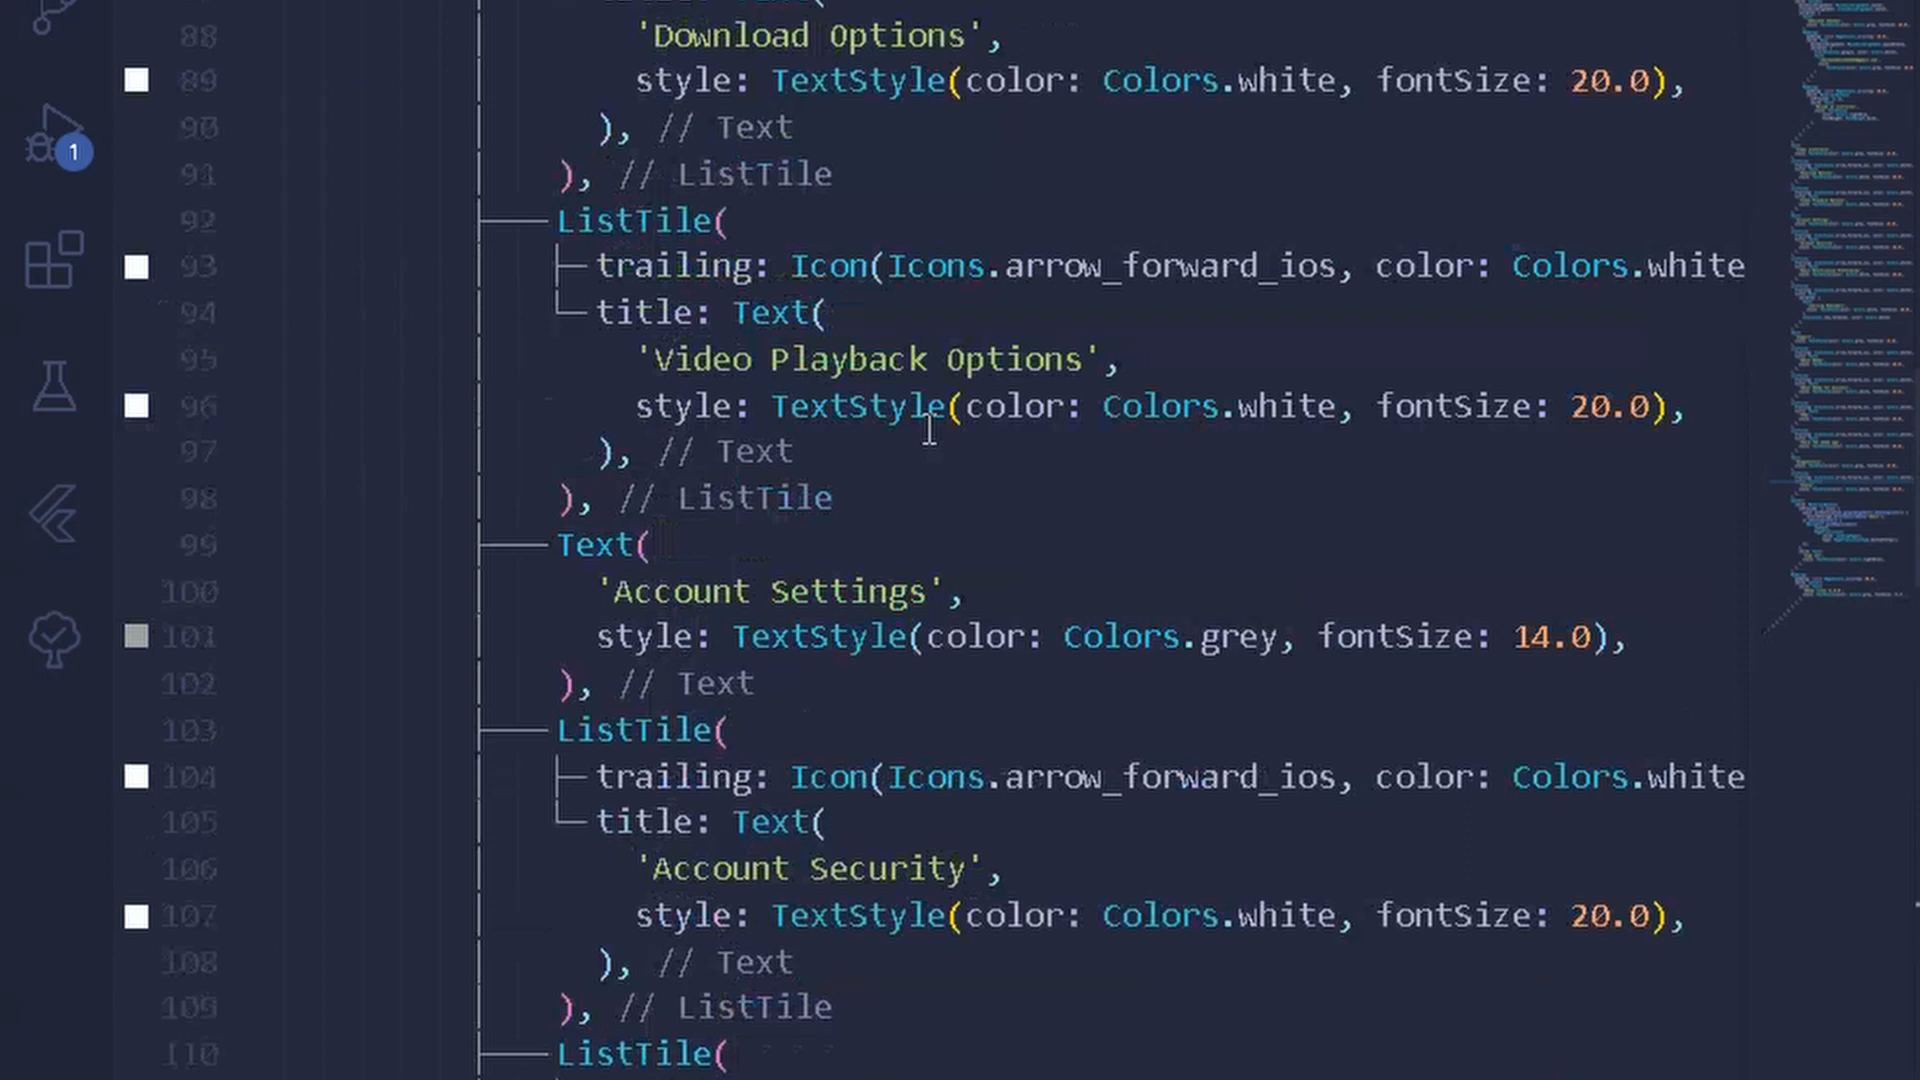 88 'Download Options',
89 style: TextStyle(color: Colors.white, fontSize: 20.0),
90 ), // Text
91 ), // ListTile
92 ListTile(
93 trailing: Icon(Icons.arrow_forward_ios, color: Colors.white
94 title: Text(
95 'Video Playback Options',
96 style: TextStyle(color: Colors.white, fontSize: 20.0),
97 ), // Text
98 ), // ListTile
99 Text(
100 'Account Settings',
101 style: TextStyle(color: Colors.grey, fontSize: 14.0),
102 ), // Text
103 ListTile(
104 trailing: Icon(Icons.arrow_forward_ios, color: Colors.white
105 title: Text(
106 'Account Security',
107 style: TextStyle(color: Colors.white, fontSize: 20.0),
108 ), // Text
109 ), // ListTile
110 ListTile(
1